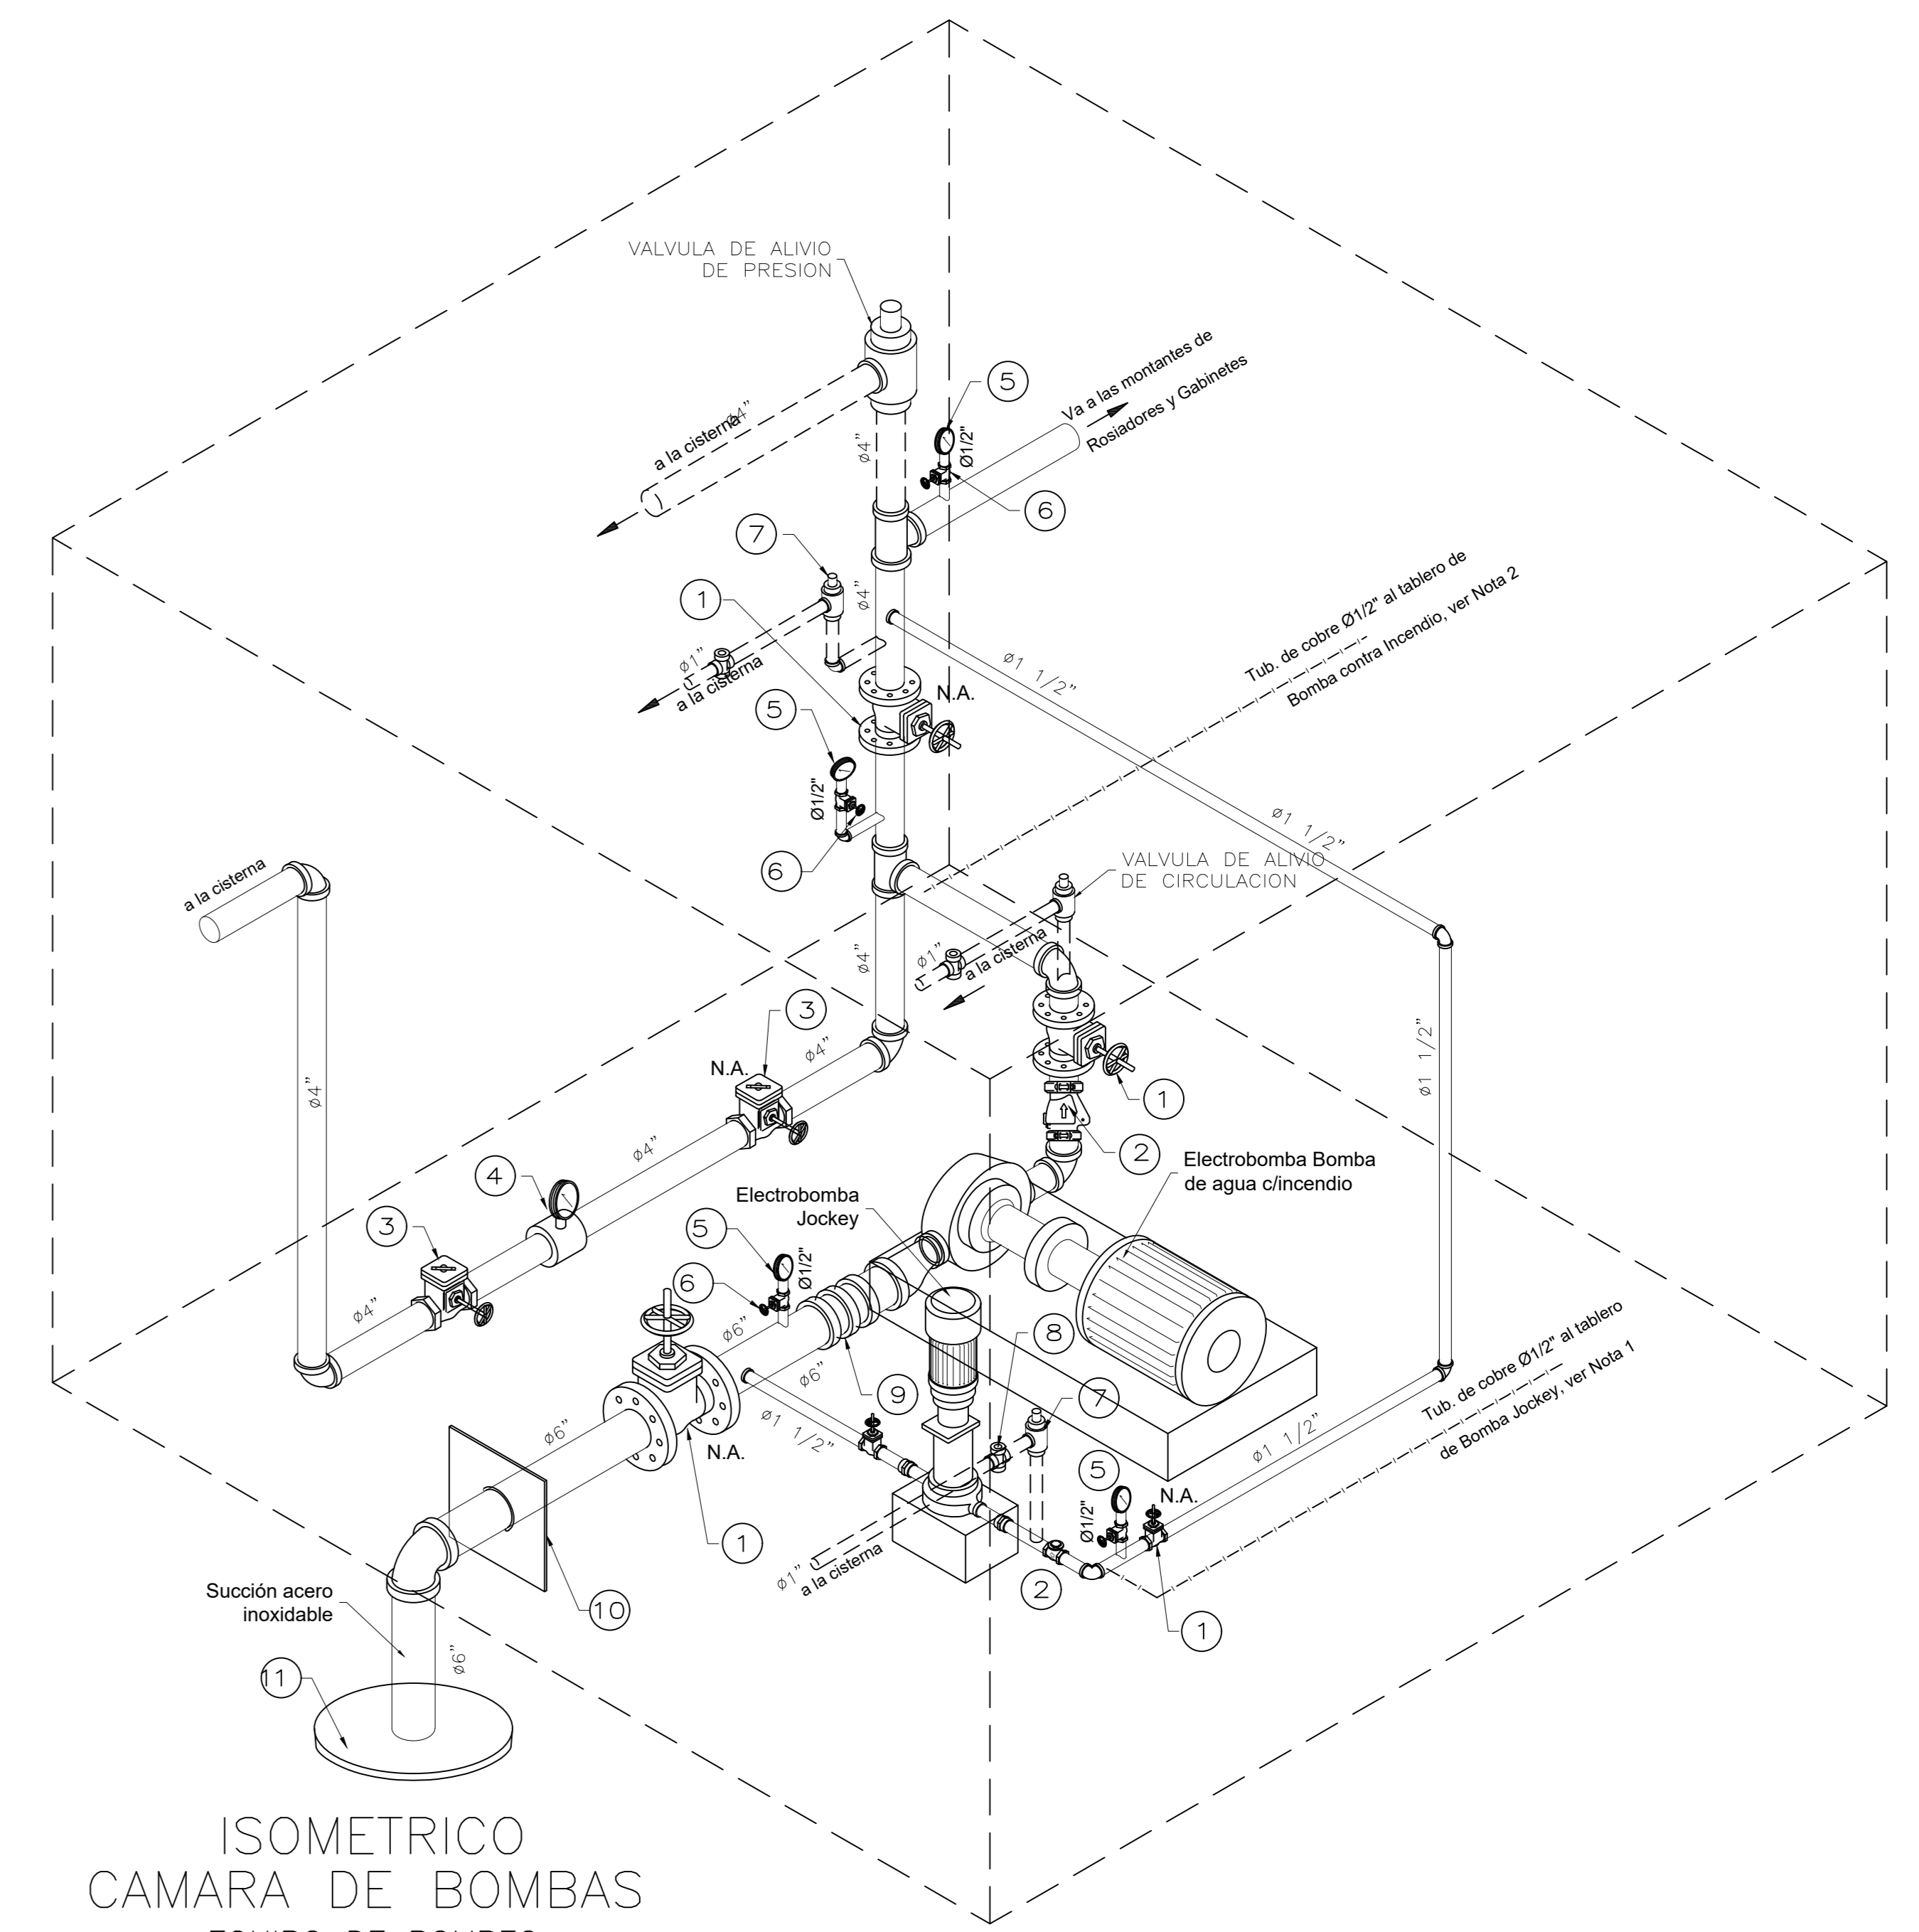 VALVULA DE ALIVIO
DE PRESION
5
Va a las montantes de
Rosiadores y Gabinetes
ø4"
a la cisterna
ø4"
Ø1/2"
6
7
1
ø4"
ø1"
a la cisterna
N.A.
ø1 1/2"
Tub. de cobre Ø1/2" al tablero de
Bomba contra Incendio, ver Nota 2
5
Ø1/2"
6
ø1 1/2"
VALVULA DE ALIVIO
DE CIRCULACION
a la cisterna
ø4"
ø1"
a la cisterna
3
N.A.
ø4"
ø4"
ø1 1/2"
1
2
ø4"
4
3
Electrobomba Bomba
de agua c/incendio
Electrobomba
Jockey
5
Ø1/2"
6
ø4"
ø6"
8
ø6"
9
7
ø1 1/2"
Tub. de cobre Ø1/2" al tablero
de Bomba Jockey, ver Nota 1
ø6"
N.A.
ø1 1/2"
5
N.A.
Ø1/2"
1
ø1"
a la cisterna
2
1
10
Succión acero
inoxidable
ø6"
11
ISOMETRICO
CAMARA DE BOMBAS
EQUIPO DE BOMBEO